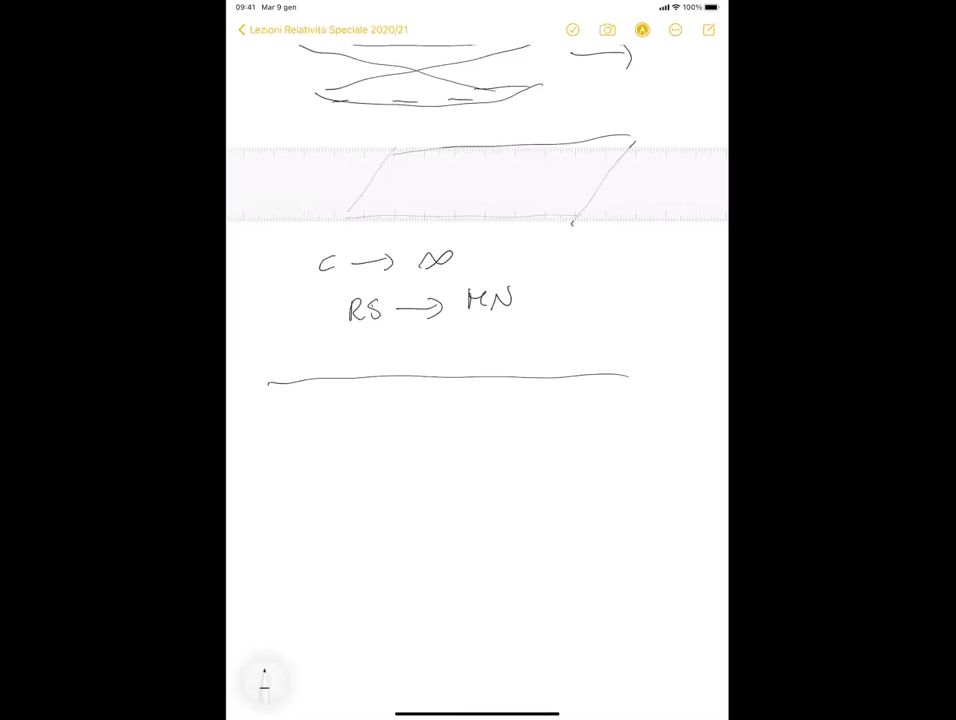 09:41 Mar 9 gen 100%
Lezioni Relatività Speciale 2020/21
c → ∞
RS → MN